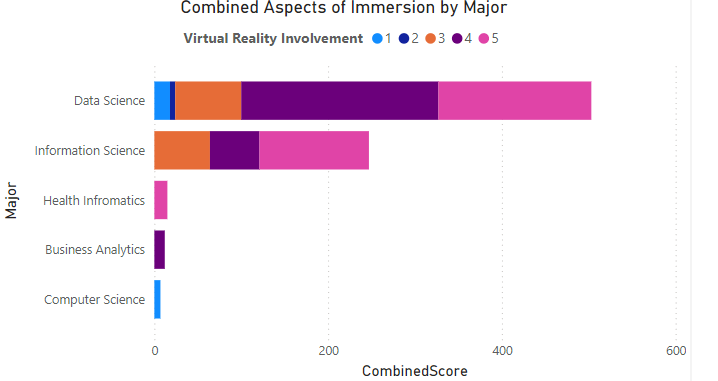 Combined Aspects of Immersion by Major
Virtual Reality Involvement 1 2 3 4 5
Major
Data Science
Information Science
Health Infromatics
Business Analytics
Computer Science
0 200 400 600
CombinedScore